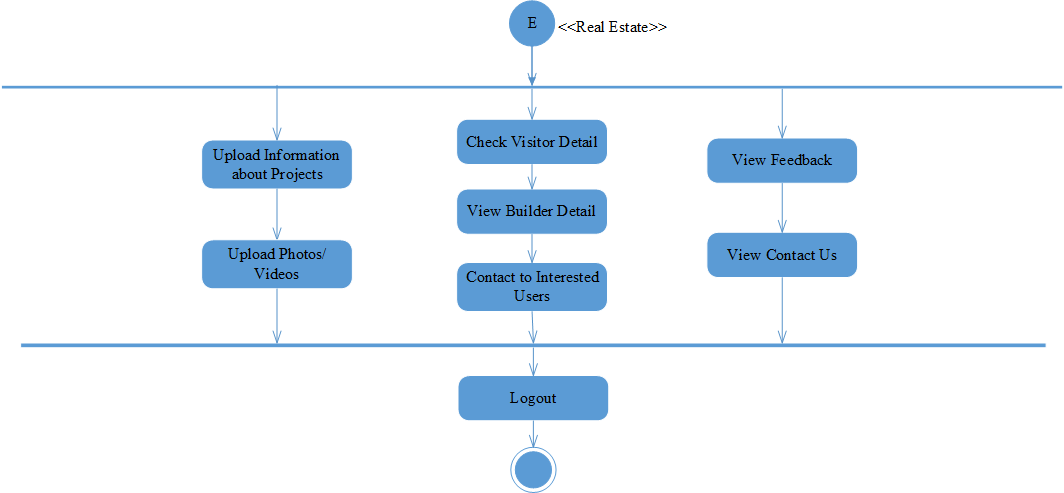 E
<<Real Estate>>
Upload Information
about Projects
Upload Photos/
Videos
Check Visitor Detail
View Builder Detail
Contact to Interested
Users
View Feedback
View Contact Us
Logout